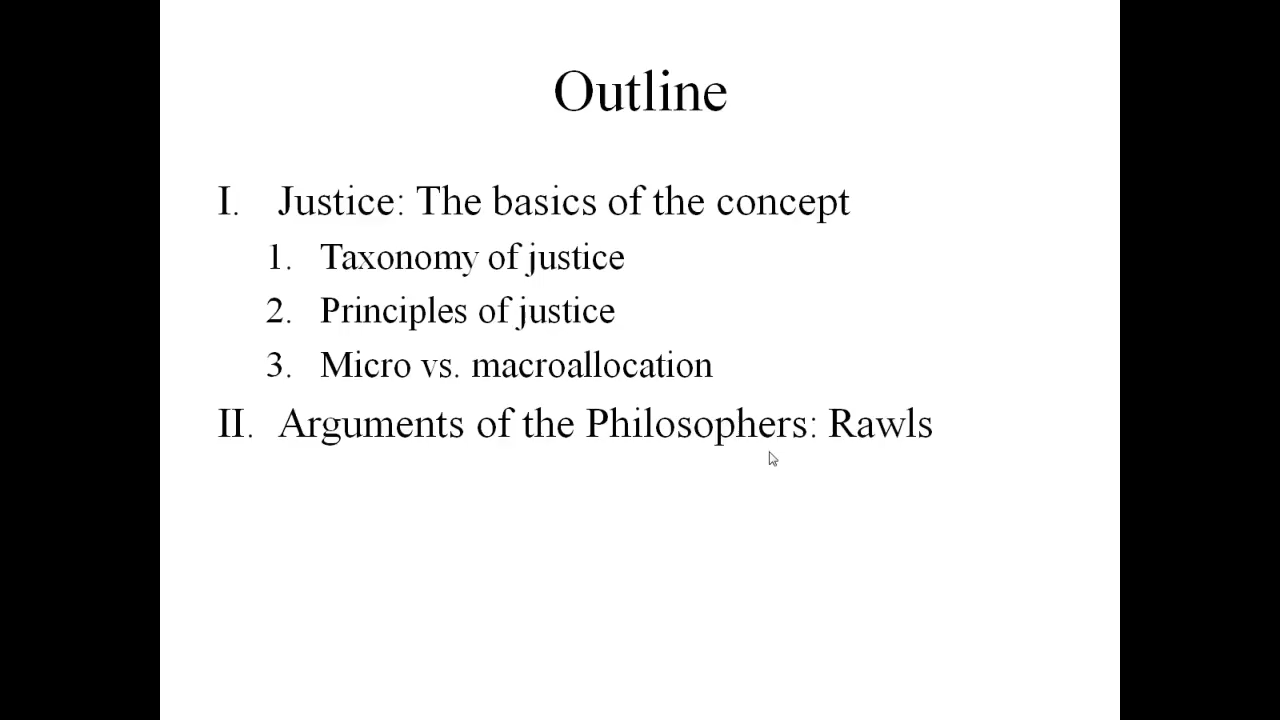 Outline
I. Justice: The basics of the concept
1. Taxonomy of justice
2. Principles of justice
3. Micro vs. macroallocation
II. Arguments of the Philosophers: Rawls